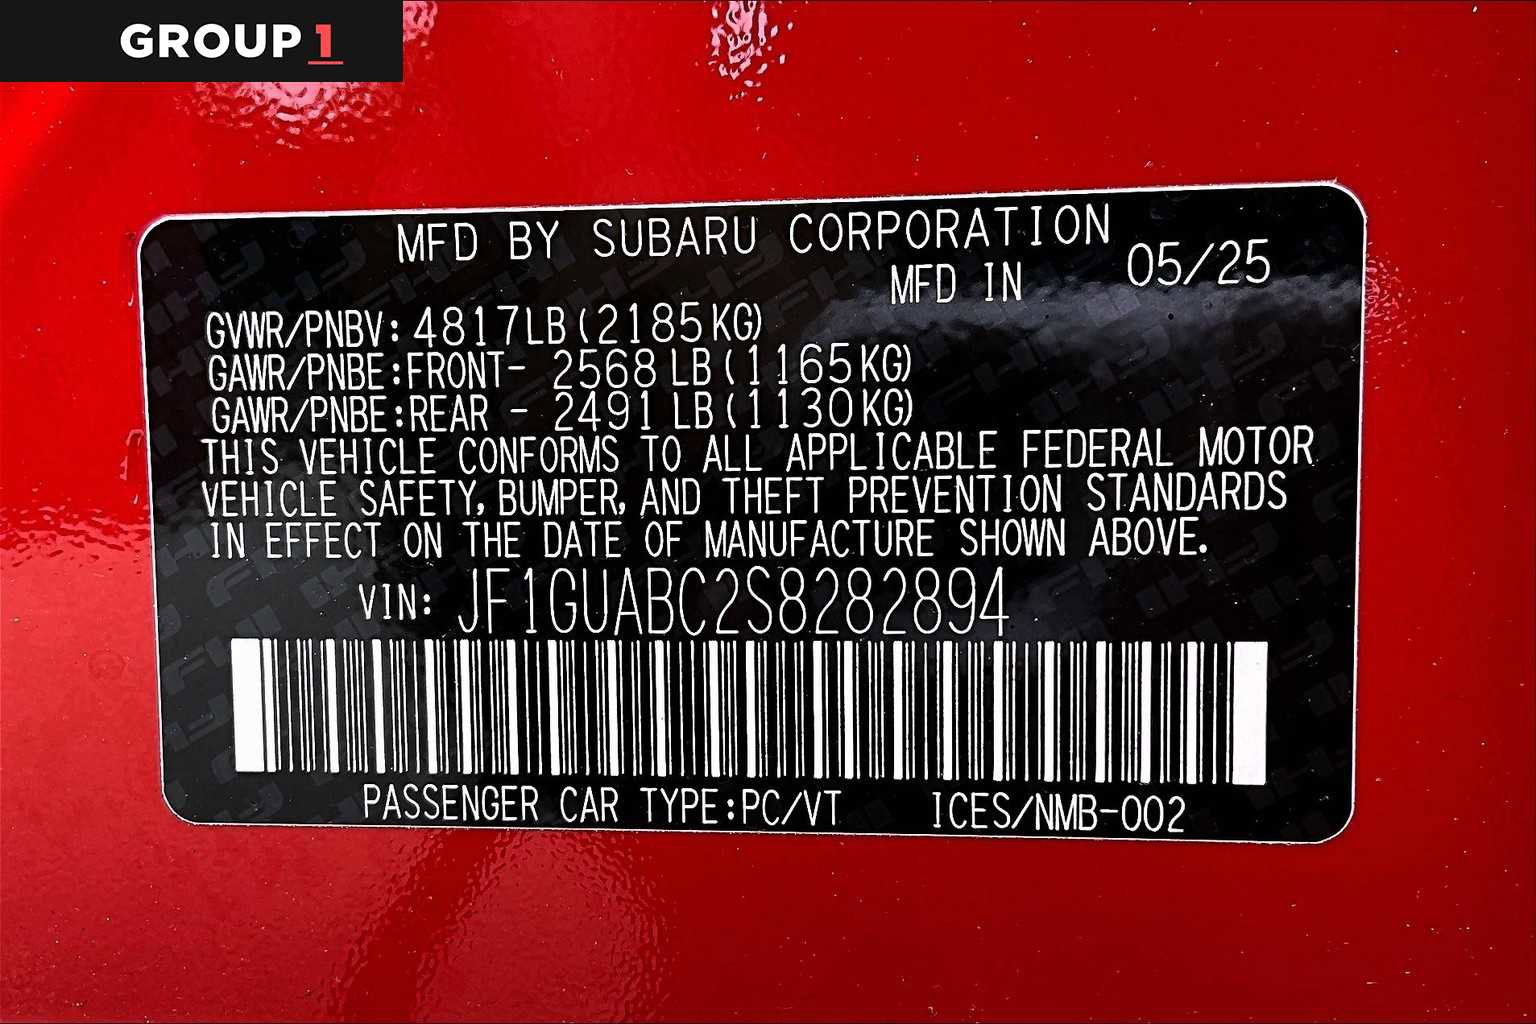 GROUP 1
MFD BY SUBARU CORPORATION
MFD IN 05/25
GVWR/PNBV: 4817LB(2185KG)
GAWR/PNBE:FRONT- 2568LB(1165KG)
GAWR/PNBE:REAR - 2491LB(1130KG)
THIS VEHICLE CONFORMS TO ALL APPLICABLE FEDERAL MOTOR
VEHICLE SAFETY, BUMPER, AND THEFT PREVENTION STANDARDS
IN EFFECT ON THE DATE OF MANUFACTURE SHOWN ABOVE.
VIN: JF1GUABC2S8282894
PASSENGER CAR TYPE:PC/VT ICES/NMB-002